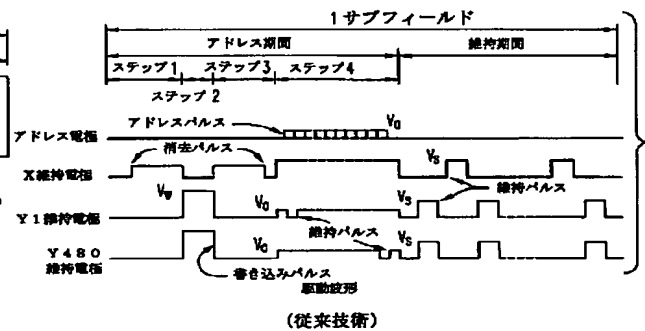 1サブフィールド
アドレス期間
維持期間
ステップ1
ステップ3
ステップ4
ステップ2
アドレスパルス
Va
アドレス電極
消去パルス
X維持電極
Vs
維持パルス
Vw
Va
Vs
Y1維持電極
維持パルス
Y480
維持電極
Va
Vs
書き込みパルス
駆動波形
(従来技術)